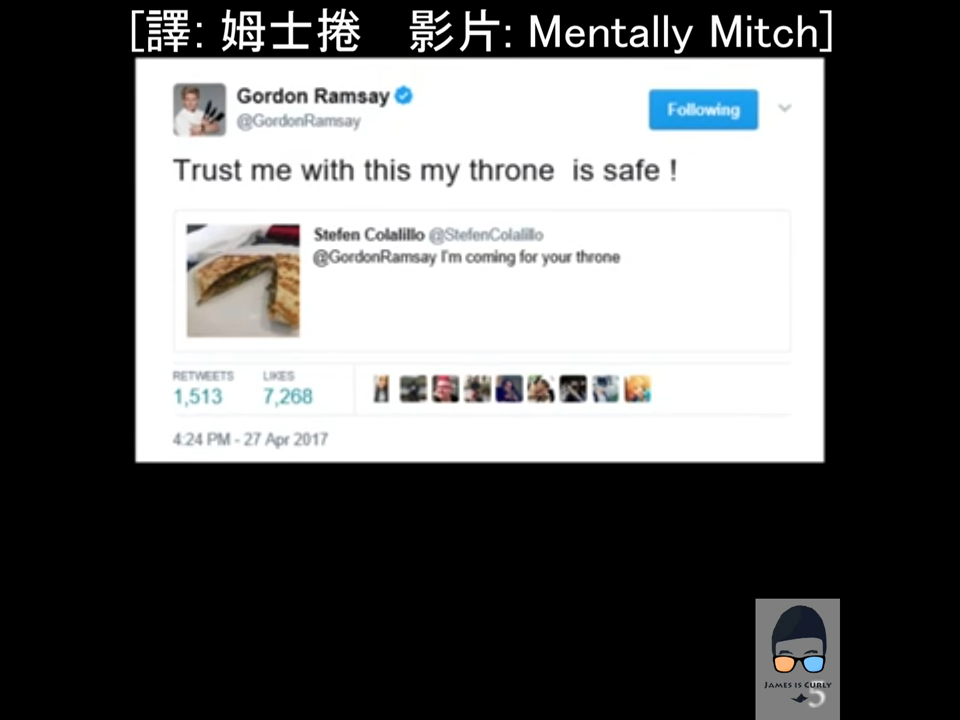 [譯: 姆士捲　影片: Mentally Mitch]
Gordon Ramsay
@GordonRamsay
Following
Trust me with this my throne  is safe !
Stefen Colalillo @StefenColalillo
@GordonRamsay I'm coming for your throne
RETWEETS LIKES
1,513 7,268
4:24 PM - 27 Apr 2017
JAMES IS CURLY
5